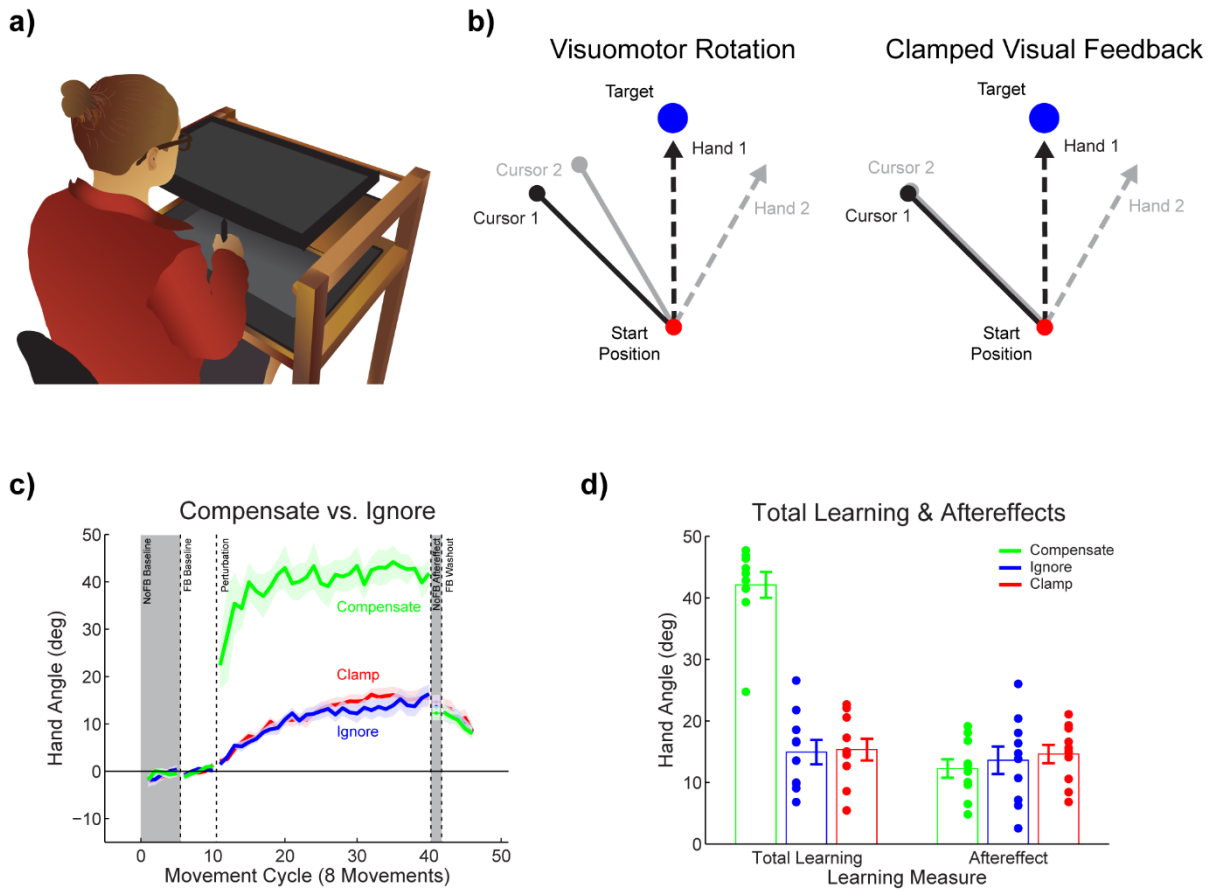 a)
b)
Visuomotor Rotation
Target
Cursor 2
Cursor 1
Hand 1
Hand 2
Start
Position
Clamped Visual Feedback
Target
Cursor 2
Cursor 1
Hand 1
Hand 2
Start
Position
c)
Compensate vs. Ignore
Hand Angle (deg)
50
40
30
20
10
0
−10
NoFB Baseline
FB Baseline
Perturbation
NoFB Aftereffect
FB Washout
Compensate
Clamp
Ignore
0
10
20
30
40
50
Movement Cycle (8 Movements)
d)
Total Learning & Aftereffects
Hand Angle (deg)
50
40
30
20
10
0
Compensate
Ignore
Clamp
Total Learning
Aftereffect
Learning Measure